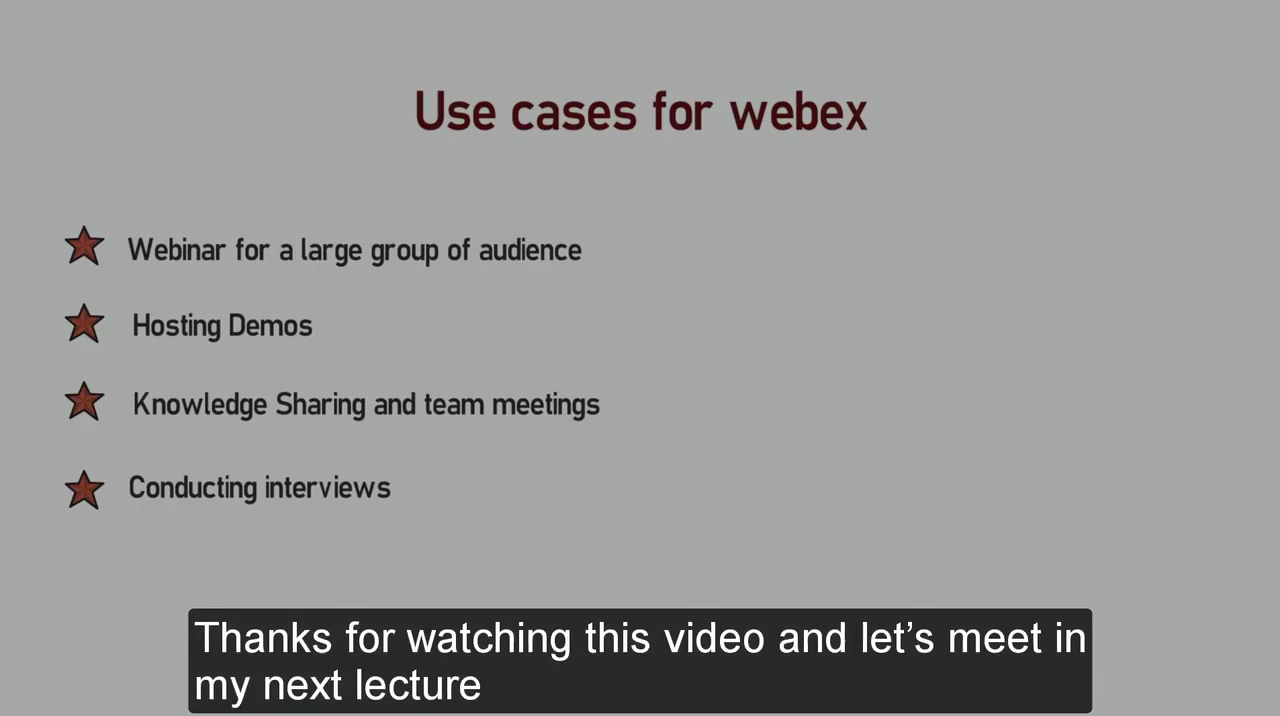 Use cases for webex
Webinar for a large group of audience
Hosting Demos
Knowledge Sharing and team meetings
Conducting interviews
Thanks for watching this video and let’s meet in
my next lecture